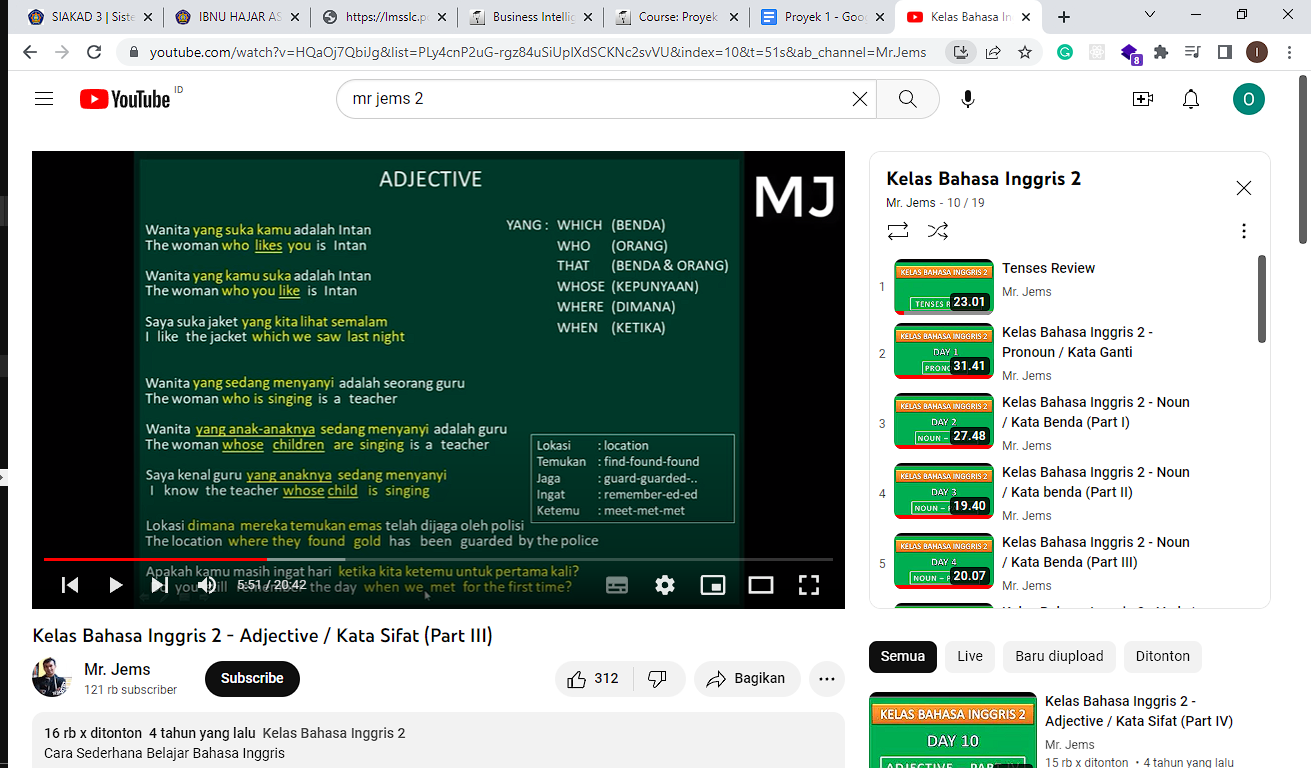 SIAKAD 3 | Siste
IBNU HAJAR AS
https://lmsslc.p
Business Intellig
Course: Proyek
Proyek 1 - Goo
Kelas Bahasa In
youtube.com/watch?v=HQaOj7QbiJg&list=PLy4cnP2uG-rgz84uSiUpIXdSCKNc2svVU&index=10&t=51s&ab_channel=Mr.Jems
8
I
YouTube ID
mr jems 2
O
ADJECTIVE
MJ
Wanita yang suka kamu adalah Intan
The woman who likes you is Intan
Wanita yang kamu suka adalah Intan
The woman who you like is Intan
Saya suka jaket yang kita lihat semalam
I like the jacket which we saw last night
YANG : WHICH (BENDA)
WHO (ORANG)
THAT (BENDA & ORANG)
WHOSE (KEPUNYAAN)
WHERE (DIMANA)
WHEN (KETIKA)
Wanita yang sedang menyanyi adalah seorang guru
The woman who is singing is a teacher
Wanita yang anak-anaknya sedang menyanyi adalah guru
The woman whose children are singing is a teacher
Saya kenal guru yang anaknya sedang menyanyi
I know the teacher whose child is singing
Lokasi : location
Temukan : find-found-found
Jaga : guard-guarded-..
Ingat : remember-ed-ed
Ketemu : meet-met-met
Lokasi dimana mereka temukan emas telah dijaga oleh polisi
The location where they found gold has been guarded by the police
Apakah kamu masih ingat hari ketika kita ketemu untuk pertama kali?
you still remember the day when we met for the first time?
5:51 / 20:42
Kelas Bahasa Inggris 2 - Adjective / Kata Sifat (Part III)
Mr. Jems
121 rb subscriber
Subscribe
312
Bagikan
16 rb x ditonton 4 tahun yang lalu Kelas Bahasa Inggris 2
Cara Sederhana Belajar Bahasa Inggris
Kelas Bahasa Inggris 2
Mr. Jems - 10 / 19
1
KELAS BAHASA INGGRIS 2
TENSES R
23.01
Tenses Review
Mr. Jems
2
KELAS BAHASA INGGRIS 2
DAY 1
PRONO
31.41
Kelas Bahasa Inggris 2 -
Pronoun / Kata Ganti
Mr. Jems
3
KELAS BAHASA INGGRIS 2
DAY 2
NOUN –
27.48
Kelas Bahasa Inggris 2 - Noun
/ Kata Benda (Part I)
Mr. Jems
4
KELAS BAHASA INGGRIS 2
DAY 3
NOUN –
19.40
Kelas Bahasa Inggris 2 - Noun
/ Kata benda (Part II)
Mr. Jems
5
KELAS BAHASA INGGRIS 2
DAY 4
NOUN –
20.07
Kelas Bahasa Inggris 2 - Noun
/ Kata Benda (Part III)
Mr. Jems
Semua
Live
Baru diupload
Ditonton
KELAS BAHASA INGGRIS 2
DAY 10
Kelas Bahasa Inggris 2 -
Adjective / Kata Sifat (Part IV)
Mr. Jems
15 rb x ditonton • 4 tahun yang lalu